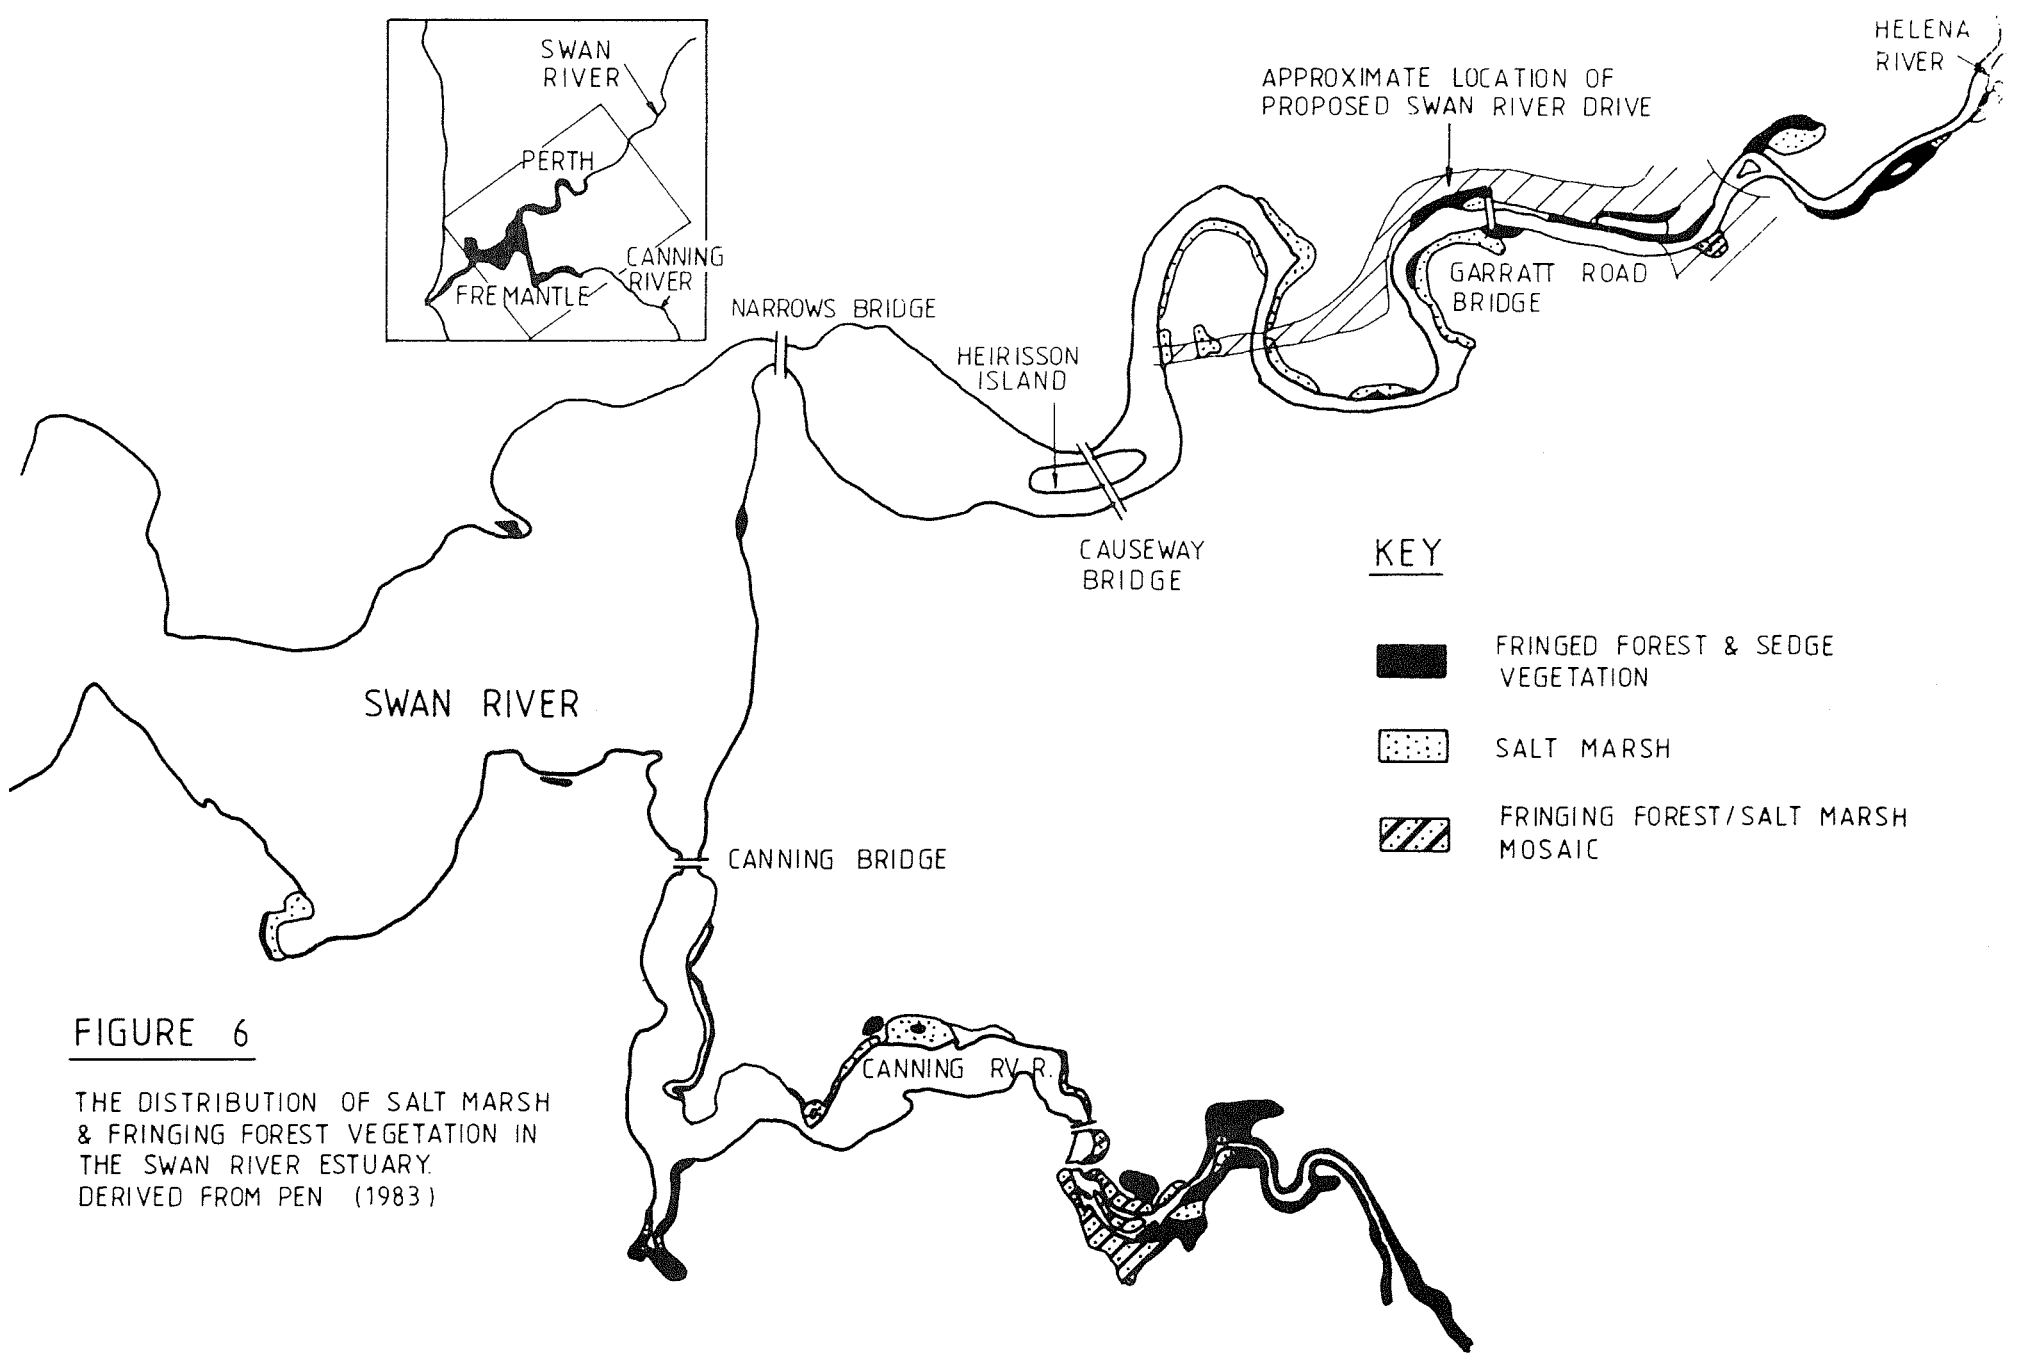 SWAN
RIVER
PERTH
CANNING
RIVER
FREMANTLE
HELENA
RIVER
APPROXIMATE LOCATION OF
PROPOSED SWAN RIVER DRIVE
GARRATT ROAD
BRIDGE
NARROWS BRIDGE
HEIRISSON
ISLAND
CAUSEWAY
BRIDGE
KEY
FRINGED FOREST & SEDGE
VEGETATION
SALT MARSH
FRINGING FOREST/SALT MARSH
MOSAIC
SWAN RIVER
CANNING BRIDGE
CANNING RVR.
FIGURE 6
THE DISTRIBUTION OF SALT MARSH
& FRINGING FOREST VEGETATION IN
THE SWAN RIVER ESTUARY.
DERIVED FROM PEN (1983)